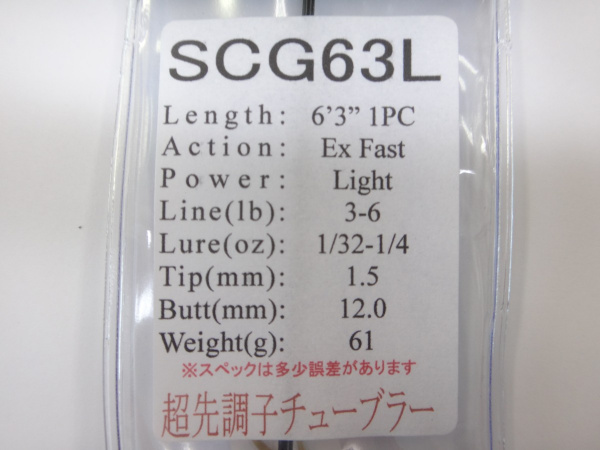 SCG63L
Length: 6’3” 1PC
Action: Ex Fast
Power: Light
Line(lb): 3-6
Lure(oz): 1/32-1/4
Tip(mm): 1.5
Butt(mm): 12.0
Weight(g): 61
※スペックは多少誤差があります
超先調子チューブラー